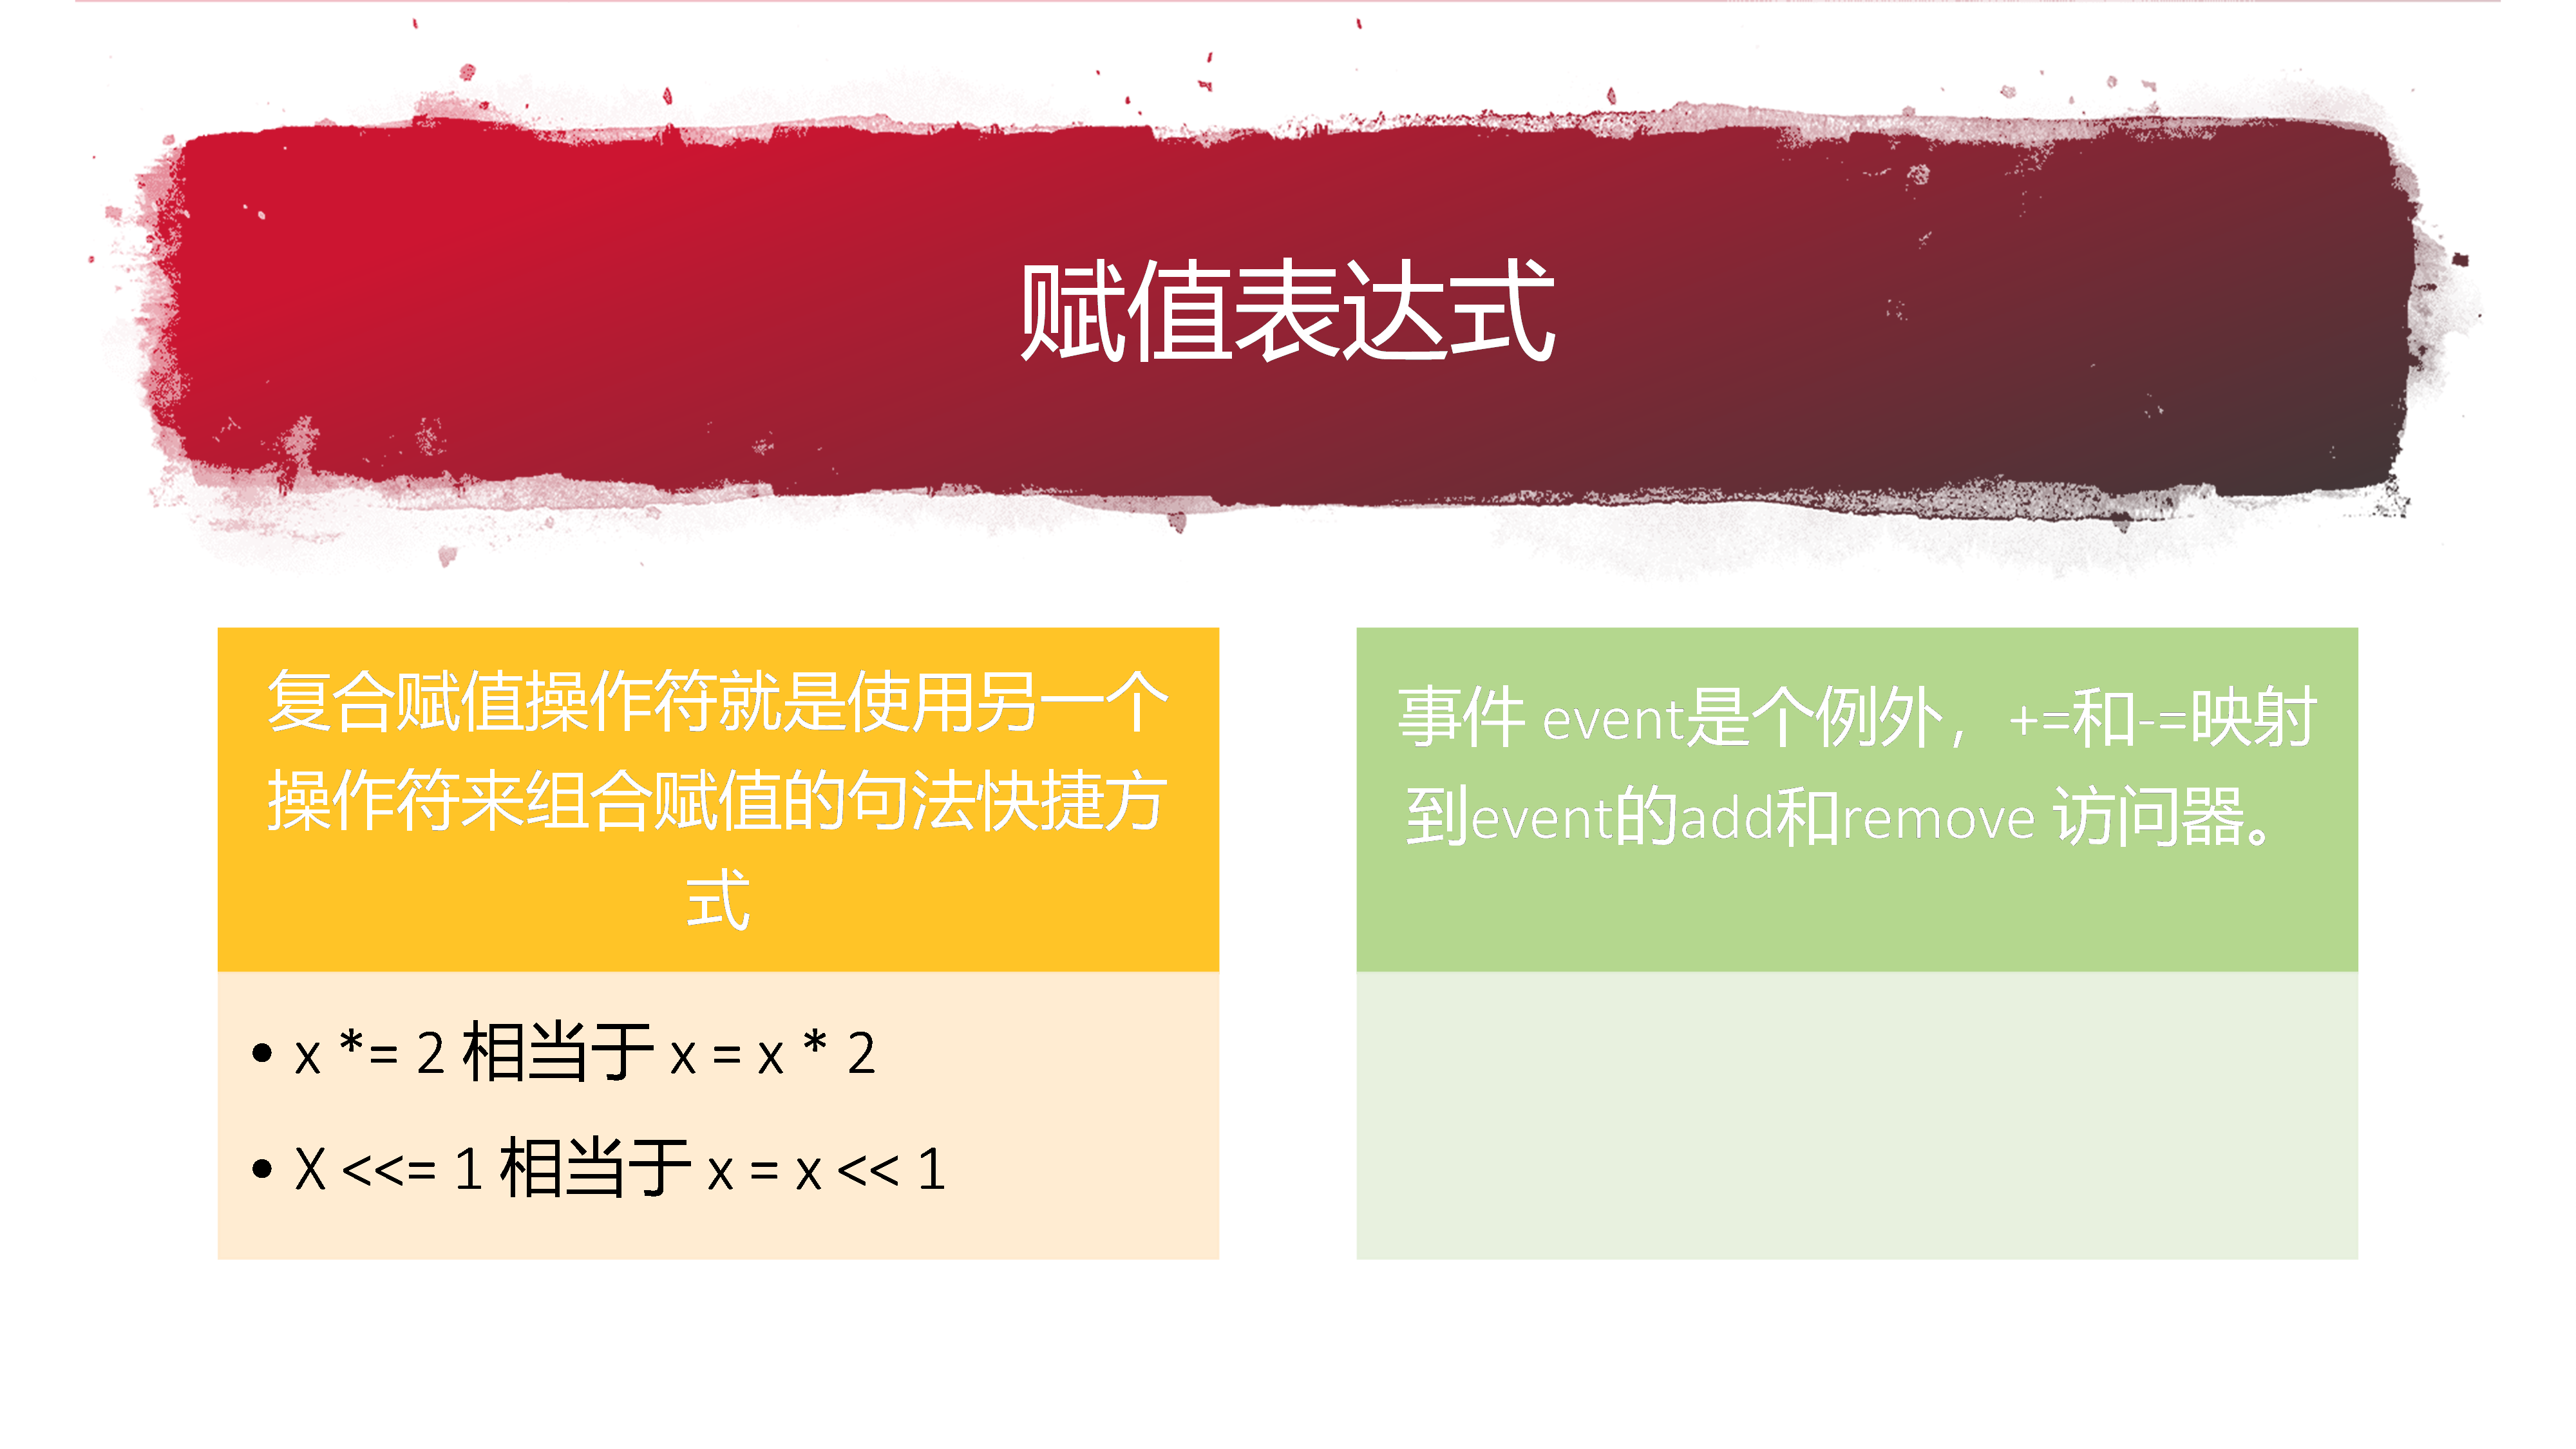 赋值表达式
复合赋值操作符就是使用另一个
操作符来组合赋值的句法快捷方
式
• x *= 2 相当于 x = x * 2
• X <<= 1 相当于 x = x << 1
事件 event是个例外，+=和-=映射
到event的add和remove 访问器。